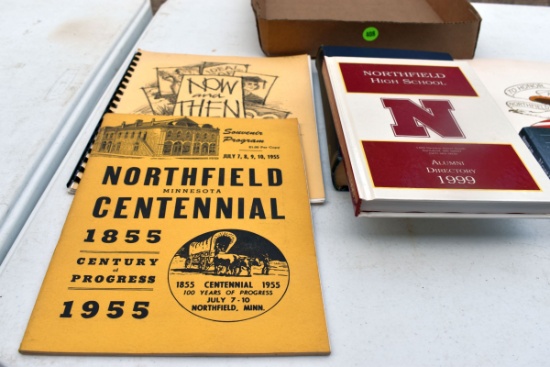 NOW
and
THEN
Souvenir
Program
JULY 7, 8, 9, 10, 1955
NORTHFIELD
MINNESOTA
CENTENNIAL
1855
CENTURY
of
PROGRESS
1955
1855 CENTENNIAL 1955
100 YEARS OF PROGRESS
JULY 7-10
NORTHFIELD, MINN.
NORTHFIELD
HIGH SCHOOL
N
ALUMNI
DIRECTORY
1999